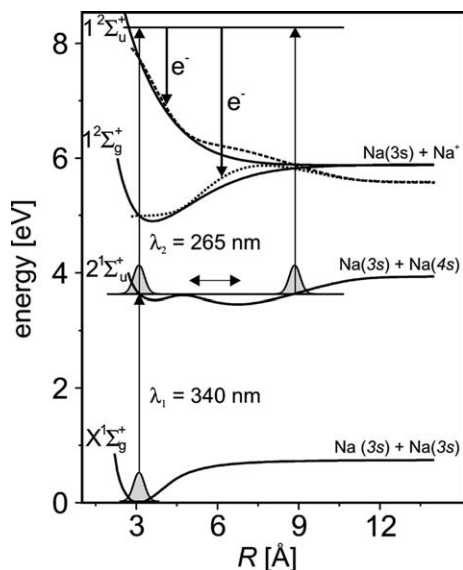 1²Σᵤ⁺
8
e⁻
e⁻
1²Σg⁺
Na(3s) + Na⁺
6
energy [eV]
λ₂ = 265 nm
2¹Σᵤ⁺
Na(3s) + Na(4s)
4
λ₁ = 340 nm
2
X¹Σg⁺
Na (3s) + Na(3s)
0
3 6 9 12
R [Å]